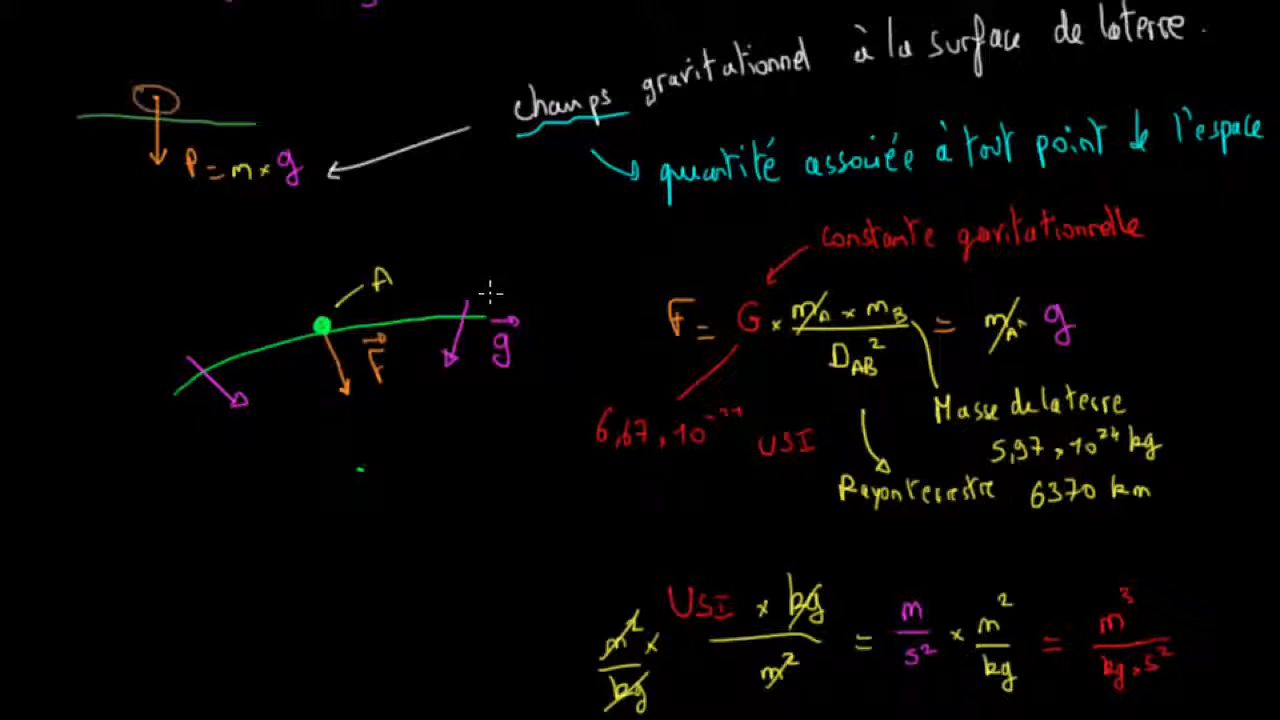 champs gravitationnel à la surface de la terre.
P = m × g
quantité associée à tout point de l'espace
constante gravitationnelle
A
F = G × mA × mB / DAB² = mA × g
F
g
Masse de la terre
5,97 × 10²⁴ kg
6,67 . 10⁻¹¹ USI
Rayon terrestre 6370 km
m²/kg × USI × kg / m² = m/s² × m²/kg = m³/kg × s²